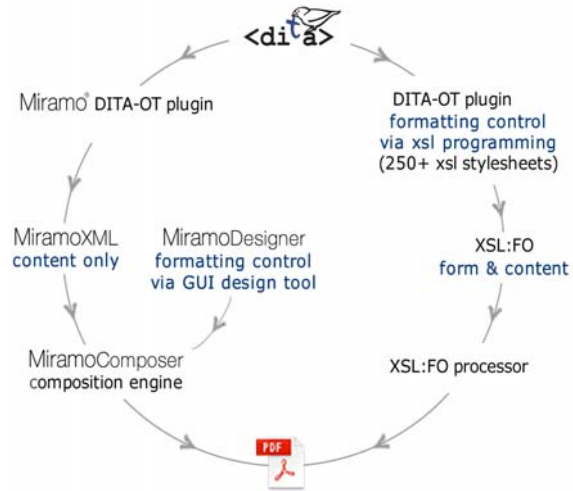 <dita>
Miramo® DITA-OT plugin
MiramoXML
content only
MiramoDesigner
formatting control
via GUI design tool
MiramoComposer
composition engine
DITA-OT plugin
formatting control
via xsl programming
(250+ xsl stylesheets)
XSL:FO
form & content
XSL:FO processor
PDF